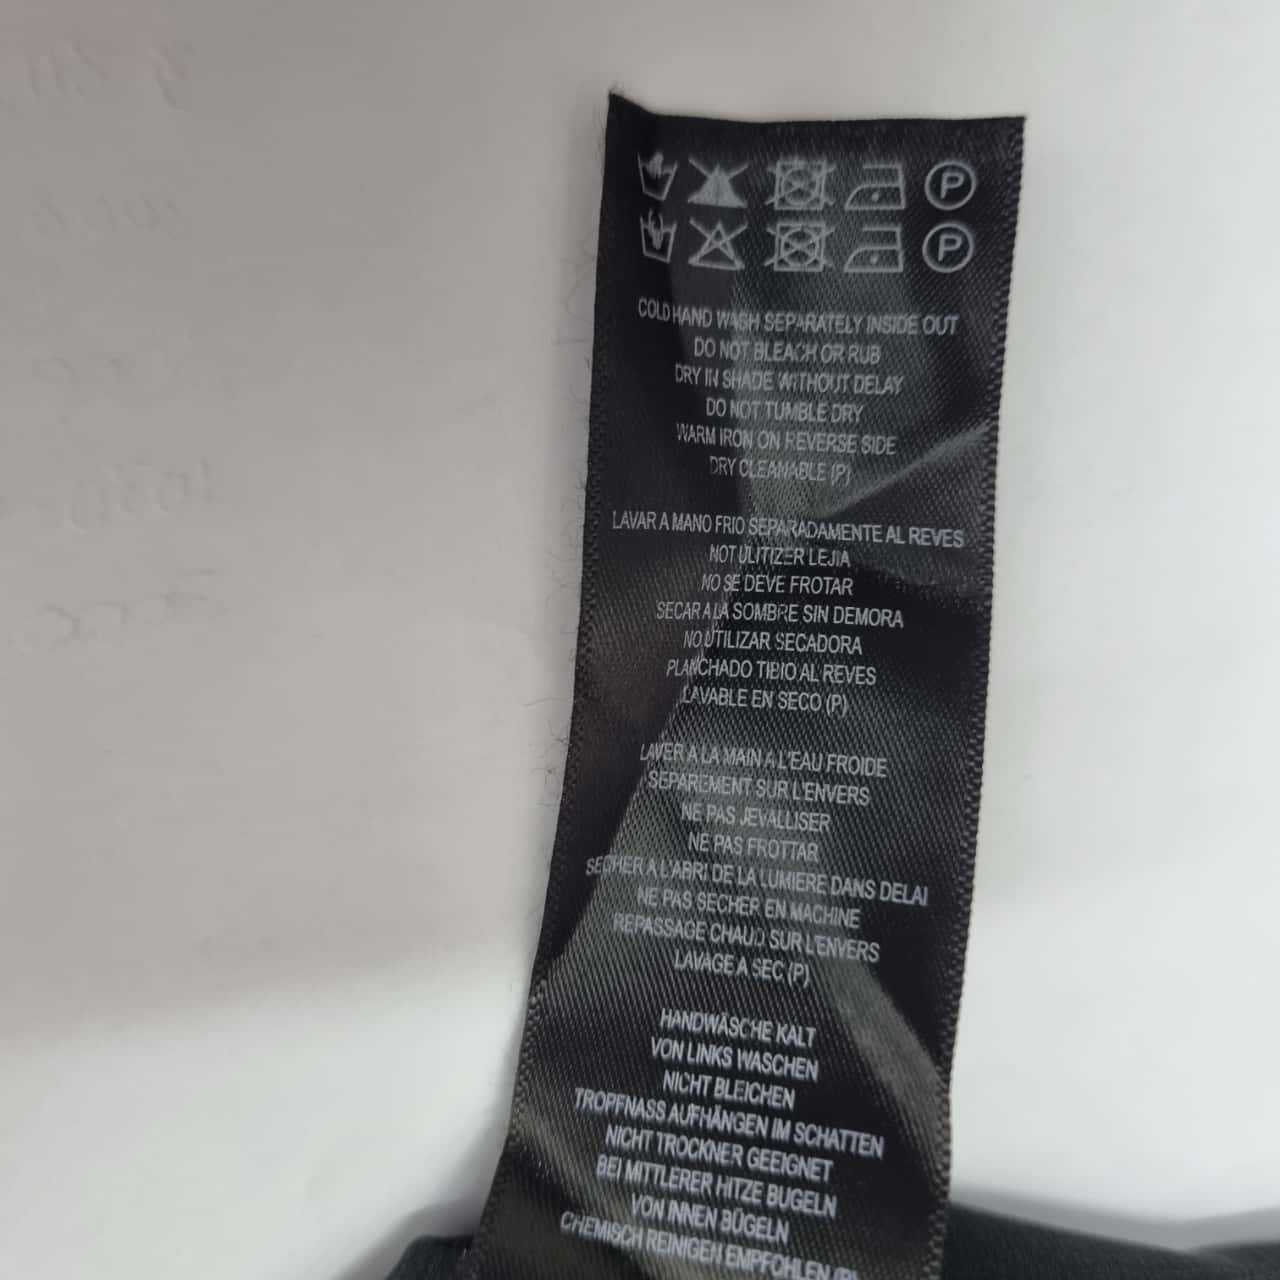 P
P
COLD HAND WASH SEPARATELY INSIDE OUT
DO NOT BLEACH OR RUB
DRY IN SHADE WITHOUT DELAY
DO NOT TUMBLE DRY
WARM IRON ON REVERSE SIDE
DRY CLEANABLE (P)
LAVAR A MANO FRIO SEPARADAMENTE AL REVES
NOT ULITIZER LEJIA
NO SE DEVE FROTAR
SECAR A LA SOMBRE SIN DEMORA
NO UTILIZAR SECADORA
PLANCHADO TIBIO AL REVES
LAVABLE EN SECO (P)
LAVER A LA MAIN A L'EAU FROIDE
SEPAREMENT SUR L'ENVERS
NE PAS JEVALLISER
NE PAS FROTTAR
SECHER A L'ABRI DE LA LUMIERE DANS DELAI
NE PAS SECHER EN MACHINE
REPASSAGE CHAUD SUR L'ENVERS
LAVAGE A SEC (P)
HANDWÄSCHE KALT
VON LINKS WASCHEN
NICHT BLEICHEN
TROPFNASS AUFHÄNGEN IM SCHATTEN
NICHT TROCKNER GEEIGNET
BEI MITTLERER HITZE BUGELN
VON INNEN BÜGELN
CHEMISCH REINIGEN EMPFOHLEN (P)